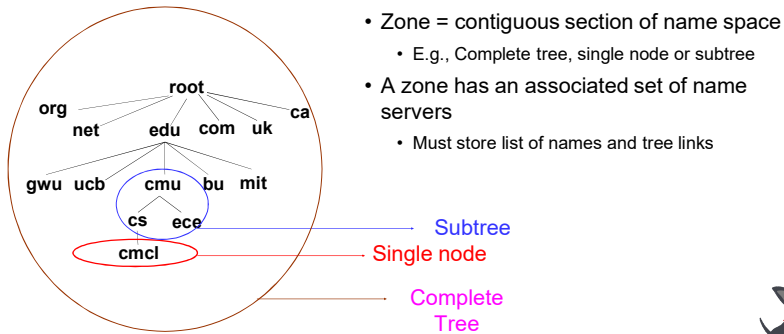 • Zone = contiguous section of name space
• E.g., Complete tree, single node or subtree
• A zone has an associated set of name
servers
• Must store list of names and tree links
root
org
ca
net
edu
com
uk
gwu
ucb
cmu
bu
mit
cs
ece
cmcl
Subtree
Single node
Complete
Tree